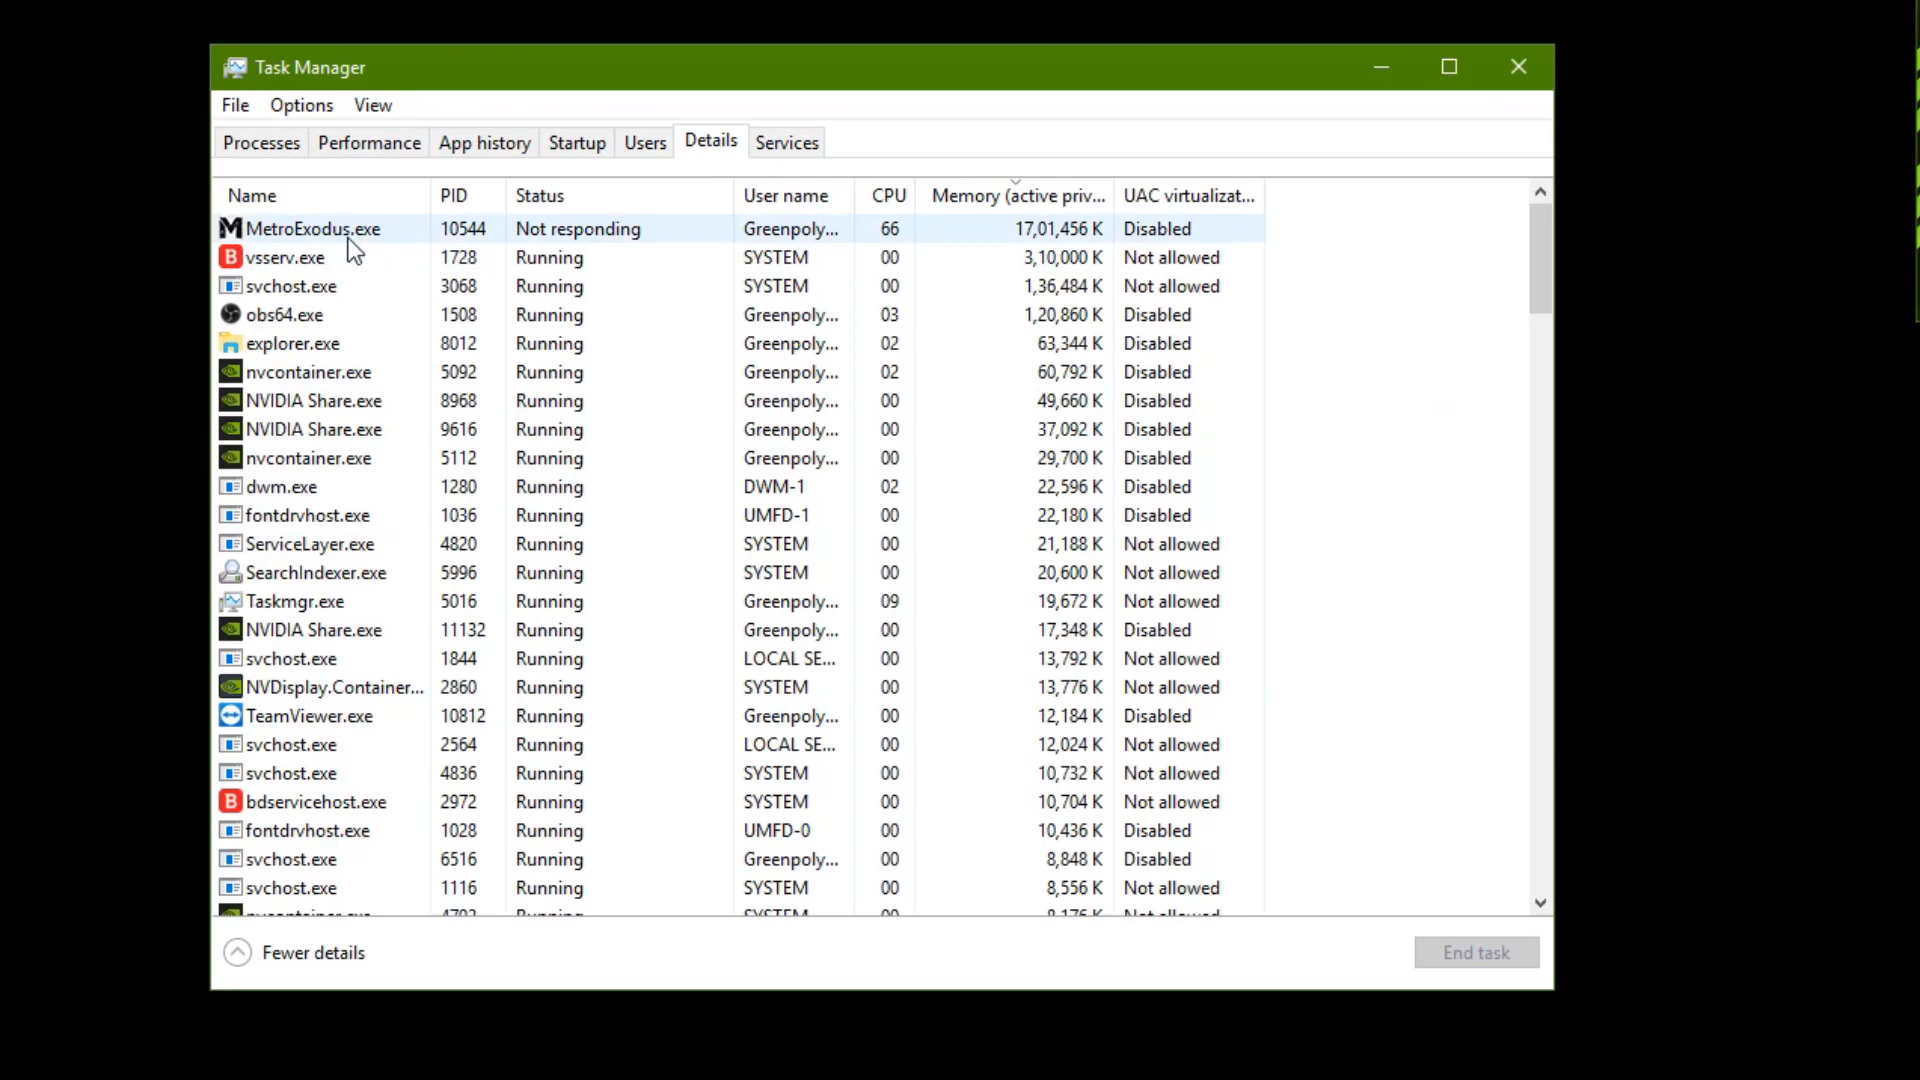 Task Manager
File Options View
Processes Performance App history Startup Users Details Services
Name PID Status User name CPU Memory (active priv... UAC virtualizat...
MetroExodus.exe 10544 Not responding Greenpoly... 66 17,01,456 K Disabled
vsserv.exe 1728 Running SYSTEM 00 3,10,000 K Not allowed
svchost.exe 3068 Running SYSTEM 00 1,36,484 K Not allowed
obs64.exe 1508 Running Greenpoly... 03 1,20,860 K Disabled
explorer.exe 8012 Running Greenpoly... 02 63,344 K Disabled
nvcontainer.exe 5092 Running Greenpoly... 02 60,792 K Disabled
NVIDIA Share.exe 8968 Running Greenpoly... 00 49,660 K Disabled
NVIDIA Share.exe 9616 Running Greenpoly... 00 37,092 K Disabled
nvcontainer.exe 5112 Running Greenpoly... 00 29,700 K Disabled
dwm.exe 1280 Running DWM-1 02 22,596 K Disabled
fontdrvhost.exe 1036 Running UMFD-1 00 22,180 K Disabled
ServiceLayer.exe 4820 Running SYSTEM 00 21,188 K Not allowed
SearchIndexer.exe 5996 Running SYSTEM 00 20,600 K Not allowed
Taskmgr.exe 5016 Running Greenpoly... 09 19,672 K Not allowed
NVIDIA Share.exe 11132 Running Greenpoly... 00 17,348 K Disabled
svchost.exe 1844 Running LOCAL SE... 00 13,792 K Not allowed
NVDisplay.Container... 2860 Running SYSTEM 00 13,776 K Not allowed
TeamViewer.exe 10812 Running Greenpoly... 00 12,184 K Disabled
svchost.exe 2564 Running LOCAL SE... 00 12,024 K Not allowed
svchost.exe 4836 Running SYSTEM 00 10,732 K Not allowed
bdservicehost.exe 2972 Running SYSTEM 00 10,704 K Not allowed
fontdrvhost.exe 1028 Running UMFD-0 00 10,436 K Disabled
svchost.exe 6516 Running Greenpoly... 00 8,848 K Disabled
svchost.exe 1116 Running SYSTEM 00 8,556 K Not allowed
Fewer details End task